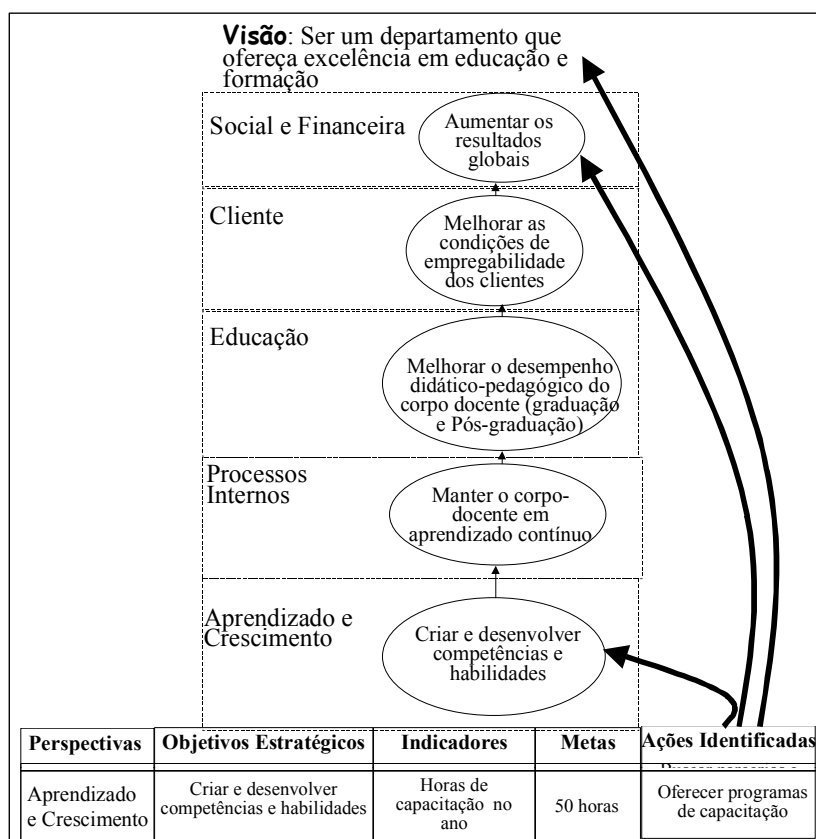 Visão: Ser um departamento que
ofereça excelência em educação e
formação
Social e Financeira
Aumentar os
resultados
globais
Cliente
Melhorar as
condições de
empregabilidade
dos clientes
Educação
Melhorar o desempenho
didático-pedagógico do
corpo docente (graduação
e Pós-graduação)
Processos
Internos
Manter o corpo-
docente em
aprendizado contínuo
Aprendizado e
Crescimento
Criar e desenvolver
competências e
habilidades
Perspectivas Objetivos Estratégicos Indicadores Metas Ações Identificadas
Aprendizado
e Crescimento
Criar e desenvolver
competências e habilidades
Horas de
capacitação no
ano
50 horas
Oferecer programas
de capacitação